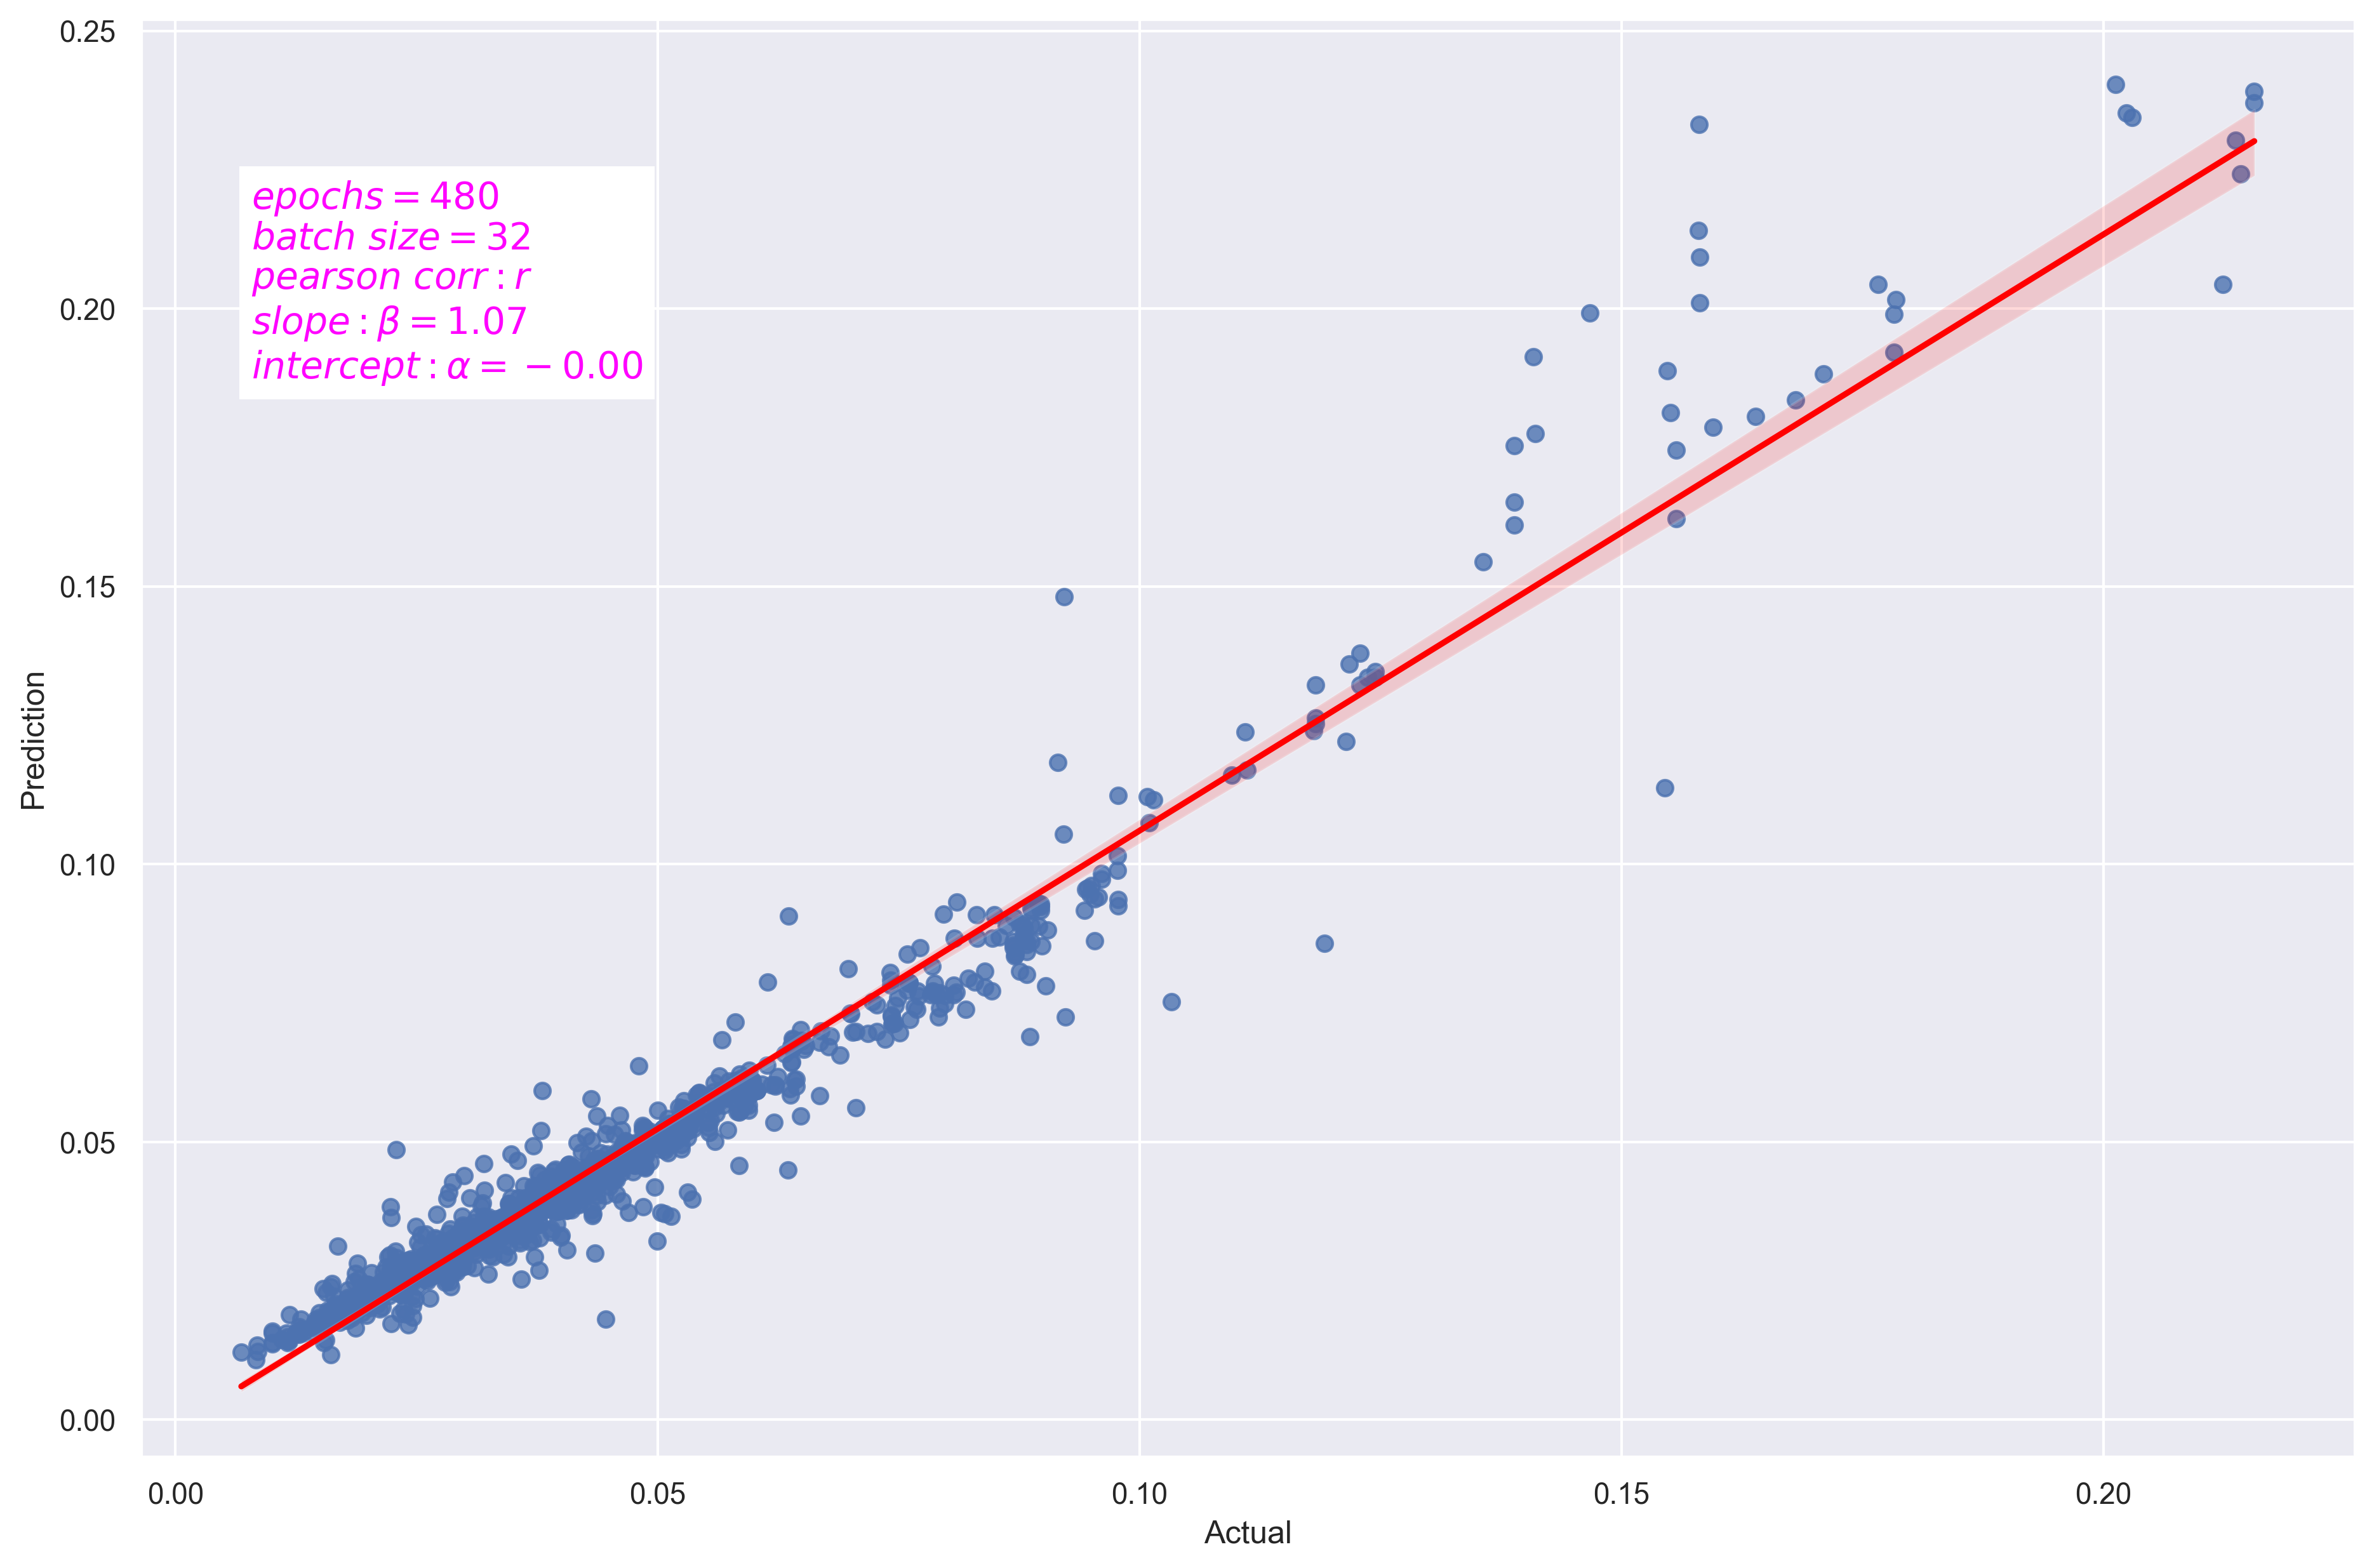 0.25
epochs = 480
batch size = 32
pearson corr : r
0.20
slope : β = 1.07
intercept : α = − 0.00
0.15
Prediction
0.10
0.05
0.00
0.00 0.05 0.10 0.15 0.20
Actual